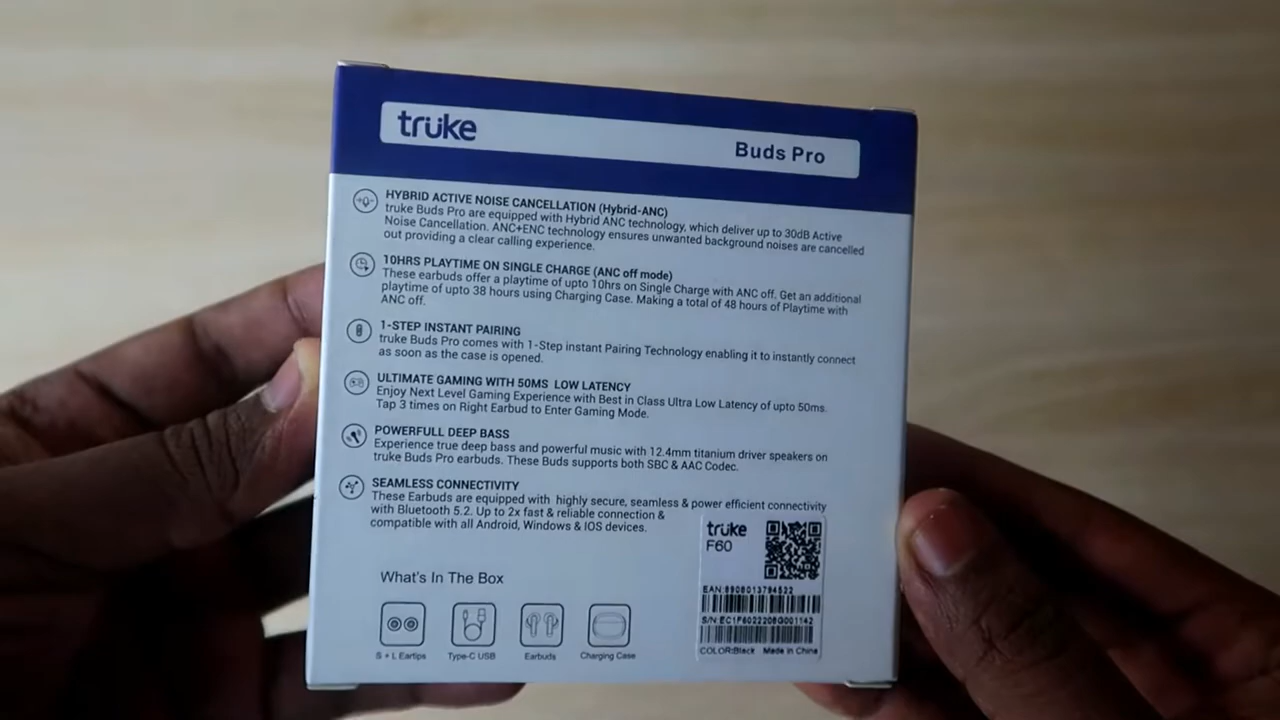 truke
Buds Pro
HYBRID ACTIVE NOISE CANCELLATION (Hybrid-ANC)
truke Buds Pro are equipped with Hybrid ANC technology, which deliver up to 30dB Active
Noise Cancellation. ANC+ENC technology ensures unwanted background noises are cancelled
out providing a clear calling experience.
10HRS PLAYTIME ON SINGLE CHARGE (ANC off mode)
These earbuds offer a playtime of upto 10hrs on Single Charge with ANC off. Get an additional
playtime of upto 38 hours using Charging Case. Making a total of 48 hours of Playtime with
ANC off.
1-STEP INSTANT PAIRING
truke Buds Pro comes with 1-Step instant Pairing Technology enabling it to instantly connect
as soon as the case is opened.
ULTIMATE GAMING WITH 50MS LOW LATENCY
Enjoy Next Level Gaming Experience with Best in Class Ultra Low Latency of upto 50ms.
Tap 3 times on Right Earbud to Enter Gaming Mode.
POWERFULL DEEP BASS
Experience true deep bass and powerful music with 12.4mm titanium driver speakers on
truke Buds Pro earbuds. These Buds supports both SBC & AAC Codec.
SEAMLESS CONNECTIVITY
These Earbuds are equipped with highly secure, seamless & power efficient connectivity
with Bluetooth 5.2. Up to 2x fast & reliable connection &
compatible with all Android, Windows & IOS devices.
truke
F60
EAN:8908013794522
S/N:EC1F6022208G001142
COLOR:Black Made in China
What's In The Box
S + L Eartips
Type-C USB
Earbuds
Charging Case